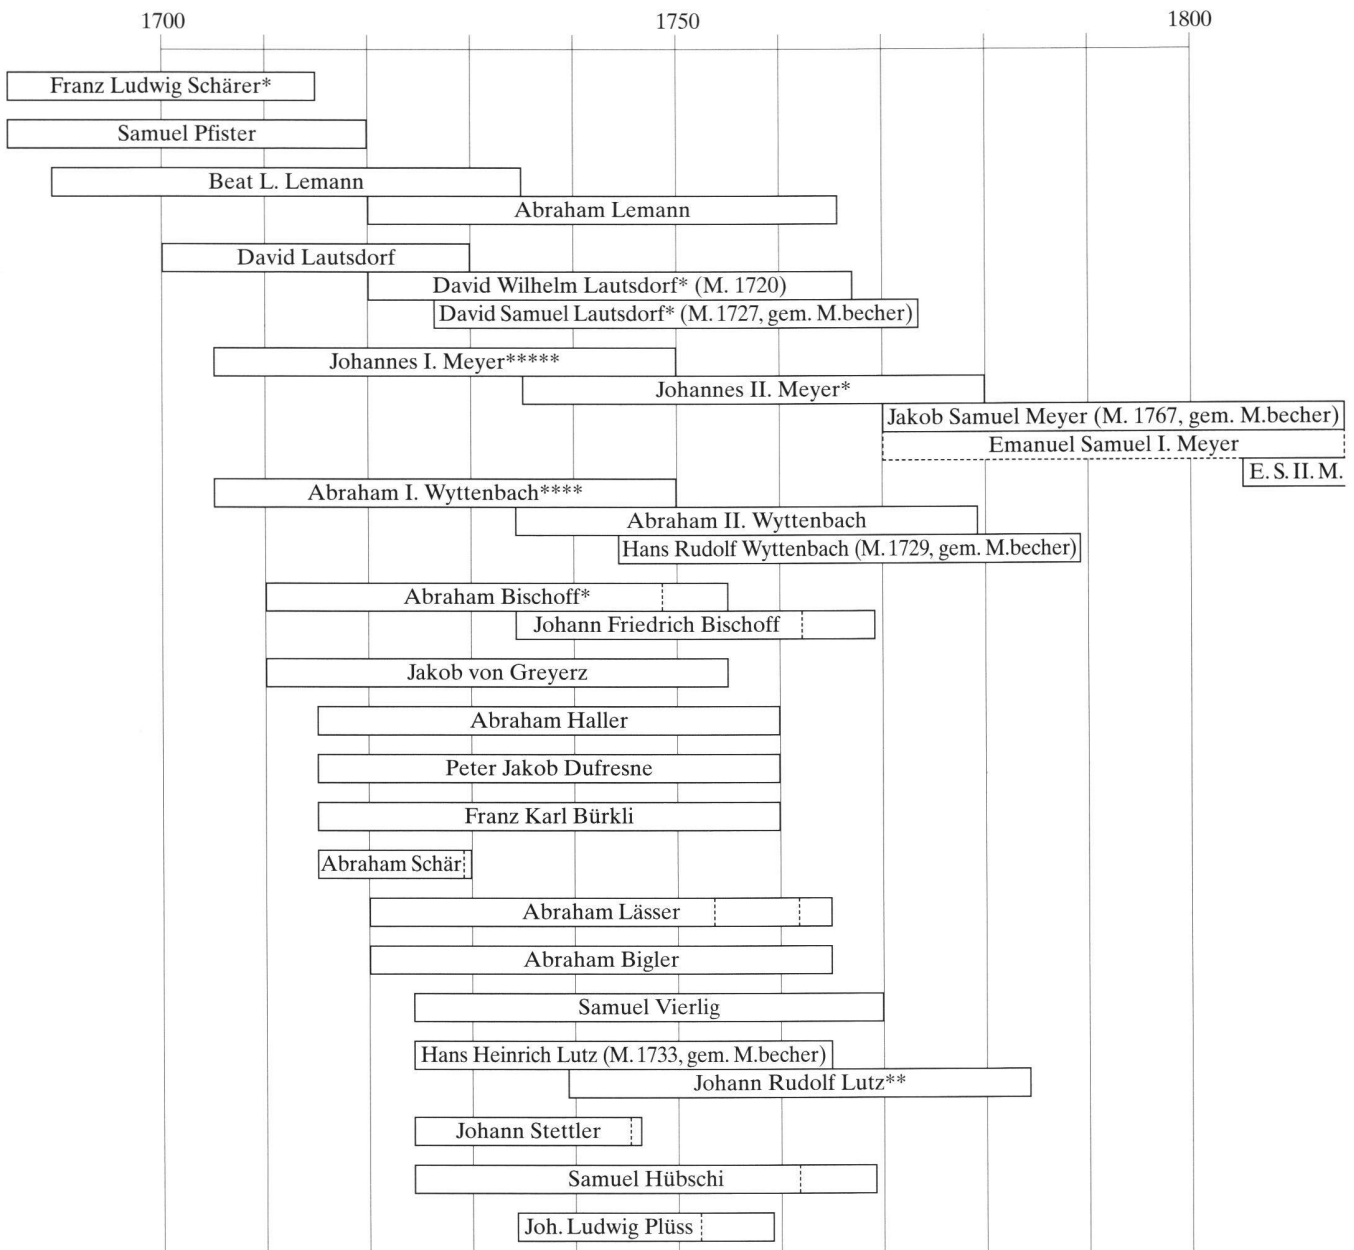 1700 1750 1800
Franz Ludwig Schärer*
Samuel Pfister
Beat L. Lemann
Abraham Lemann
David Lautsdorf
David Wilhelm Lautsdorf* (M. 1720)
David Samuel Lautsdorf* (M. 1727, gem. M.becher)
Johannes I. Meyer*****
Johannes II. Meyer*
Jakob Samuel Meyer (M. 1767, gem. M.becher)
Emanuel Samuel I. Meyer
E. S. II. M.
Abraham I. Wyttenbach****
Abraham II. Wyttenbach
Hans Rudolf Wyttenbach (M. 1729, gem. M.becher)
Abraham Bischoff*
Johann Friedrich Bischoff
Jakob von Greyerz
Abraham Haller
Peter Jakob Dufresne
Franz Karl Bürkli
Abraham Schär
Abraham Lässer
Abraham Bigler
Samuel Vierlig
Hans Heinrich Lutz (M. 1733, gem. M.becher)
Johann Rudolf Lutz**
Johann Stettler
Samuel Hübschi
Joh. Ludwig Plüss